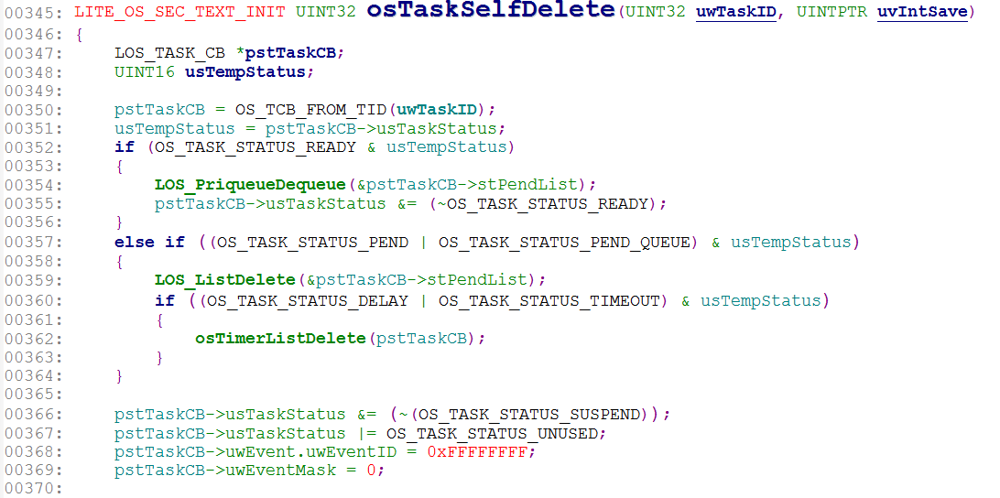 00345: LITE_OS_SEC_TEXT_INIT UINT32 osTaskSelfDelete(UINT32 uwTaskID, UINTPTR uvIntSave)
00346: {
00347:     LOS_TASK_CB *pstTaskCB;
00348:     UINT16 usTempStatus;
00349:
00350:     pstTaskCB = OS_TCB_FROM_TID(uwTaskID);
00351:     usTempStatus = pstTaskCB->usTaskStatus;
00352:     if (OS_TASK_STATUS_READY & usTempStatus)
00353:     {
00354:         LOS_PriqueueDequeue(&pstTaskCB->stPendList);
00355:         pstTaskCB->usTaskStatus &= (~OS_TASK_STATUS_READY);
00356:     }
00357:     else if ((OS_TASK_STATUS_PEND | OS_TASK_STATUS_PEND_QUEUE) & usTempStatus)
00358:     {
00359:         LOS_ListDelete(&pstTaskCB->stPendList);
00360:         if ((OS_TASK_STATUS_DELAY | OS_TASK_STATUS_TIMEOUT) & usTempStatus)
00361:         {
00362:             osTimerListDelete(pstTaskCB);
00363:         }
00364:     }
00365:
00366:     pstTaskCB->usTaskStatus &= (~(OS_TASK_STATUS_SUSPEND));
00367:     pstTaskCB->usTaskStatus |= OS_TASK_STATUS_UNUSED;
00368:     pstTaskCB->uwEvent.uwEventID = 0xFFFFFFFF;
00369:     pstTaskCB->uwEventMask = 0;
00370: